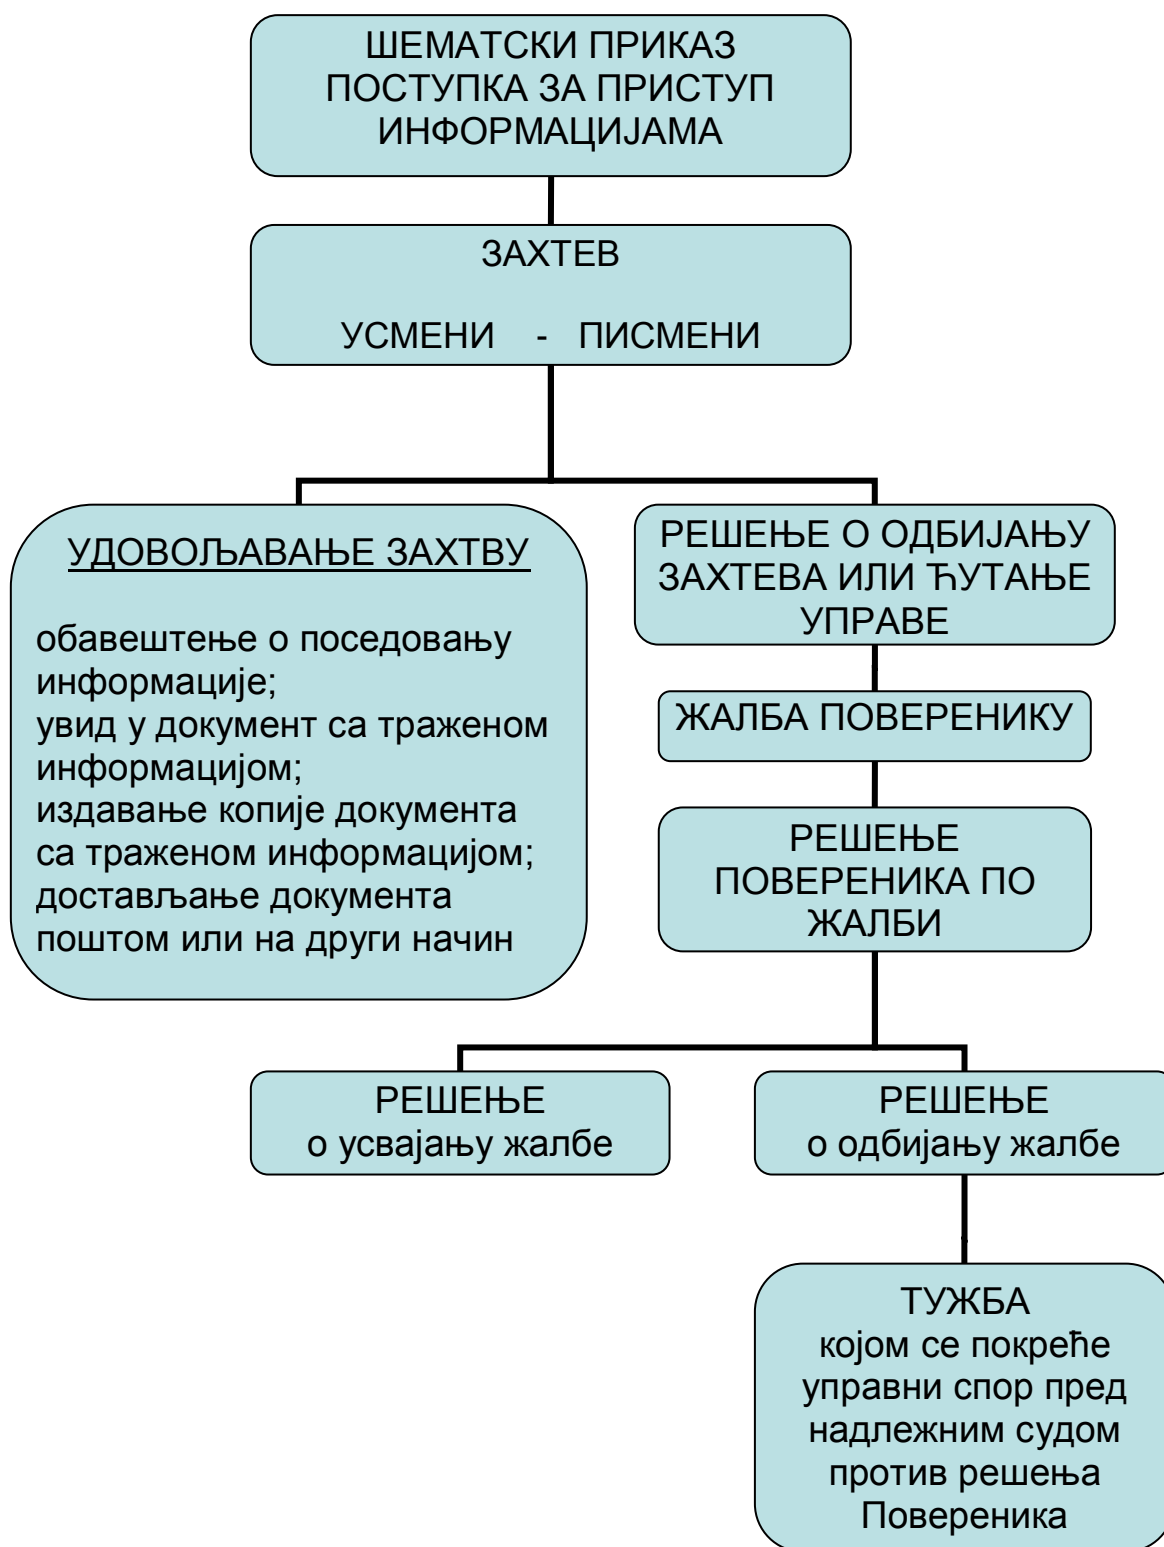 ШЕМАТСКИ ПРИКАЗ
ПОСТУПКА ЗА ПРИСТУП
ИНФОРМАЦИЈАМА
ЗАХТЕВ
УСМЕНИ - ПИСМЕНИ
УДОВОЉАВАЊЕ ЗАХТВУ
обавештење о поседовању
информације;
увид у документ са траженом
информацијом;
издавање копије документа
са траженом информацијом;
достављање документа
поштом или на други начин
РЕШЕЊЕ О ОДБИЈАЊУ
ЗАХТЕВА ИЛИ ЋУТАЊЕ
УПРАВЕ
ЖАЛБА ПОВЕРЕНИКУ
РЕШЕЊЕ
ПОВЕРЕНИКА ПО
ЖАЛБИ
РЕШЕЊЕ
о усвајању жалбе
РЕШЕЊЕ
о одбијању жалбе
ТУЖБА
којом се покреће
управни спор пред
надлежним судом
против решења
Повереника